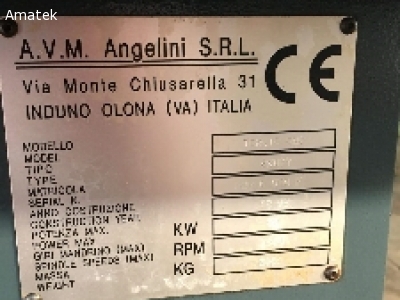 Amatek
A.V.M. Angelini S.R.L.
Via Monte Chiusarella 31
INDUNO OLONA (VA) ITALIA
CE
MODELLO
MODEL
TIPO
TYPE
MATRICOLA
SERIAL N.
ANNO COSTRUZIONE
CONSTRUCTION YEAR
POTENZA MAX. KW
POWER MAX
GIRI MANDRINO (MAX) RPM
SPINDLE SPEEDS (MAX)
MASSA KG
WEIGHT